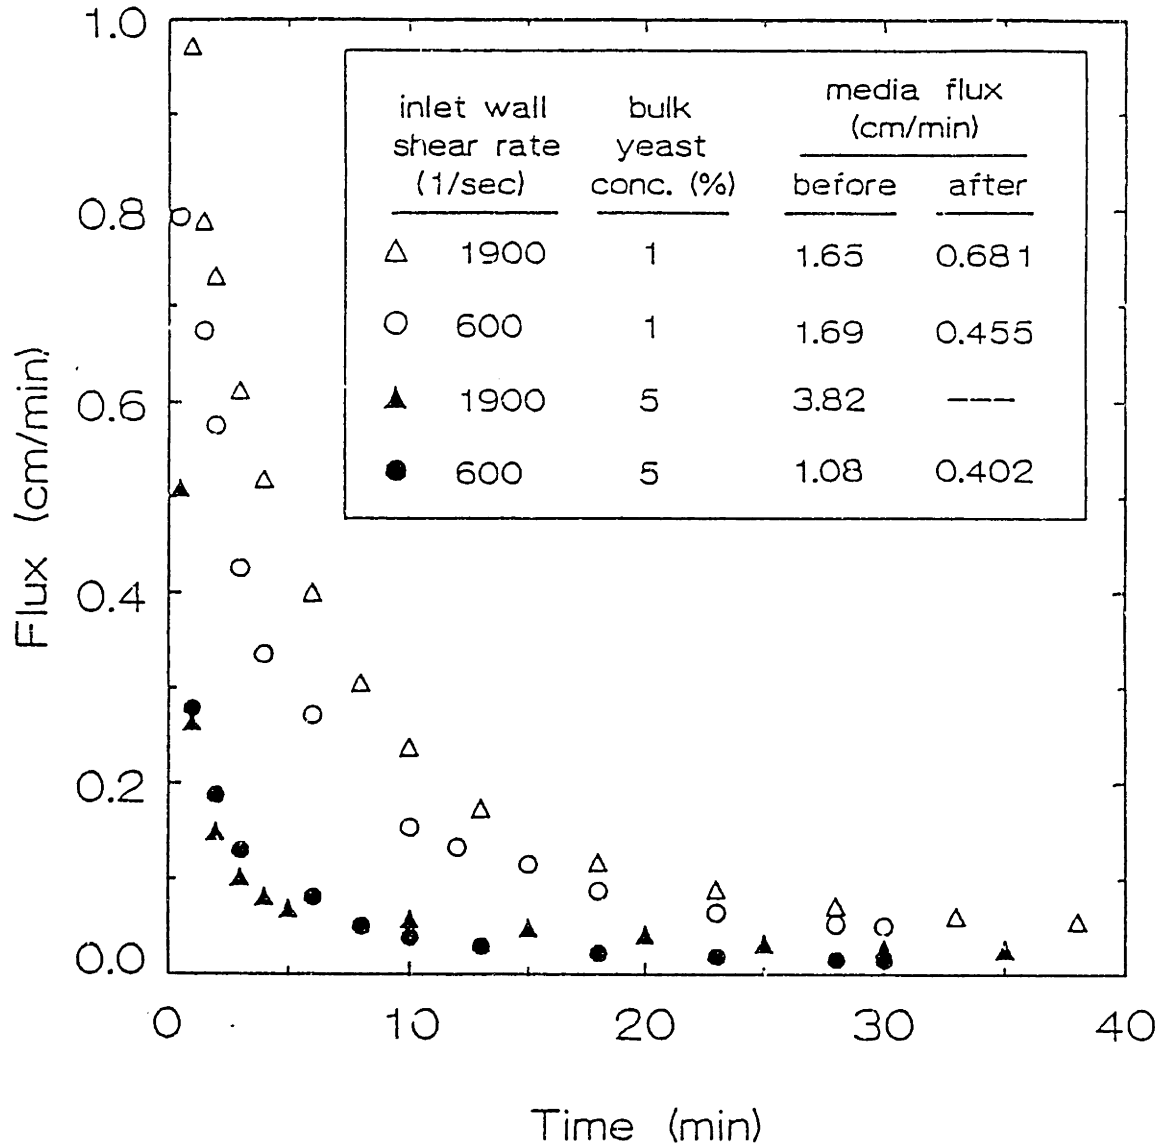 1.0
0.8
0.6
0.4
0.2
0.0
Flux (cm/min)
inlet wall
shear rate
(1/sec)
bulk
yeast
conc. (%)
media flux
(cm/min)
before after
1900 1 1.65 0.681
600 1 1.69 0.455
1900 5 3.82 ---
600 5 1.08 0.402
0 10 20 30 40
Time (min)